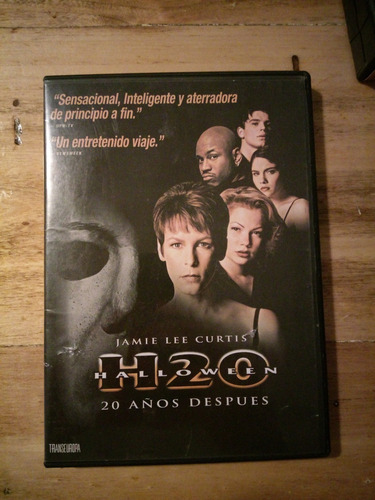 "Sensacional, Inteligente y aterradora
de principio a fin."
"Un entretenido viaje."
JAMIE LEE CURTIS
H20
HALLOWEEN
20 AÑOS DESPUES
TRANSEUROPA